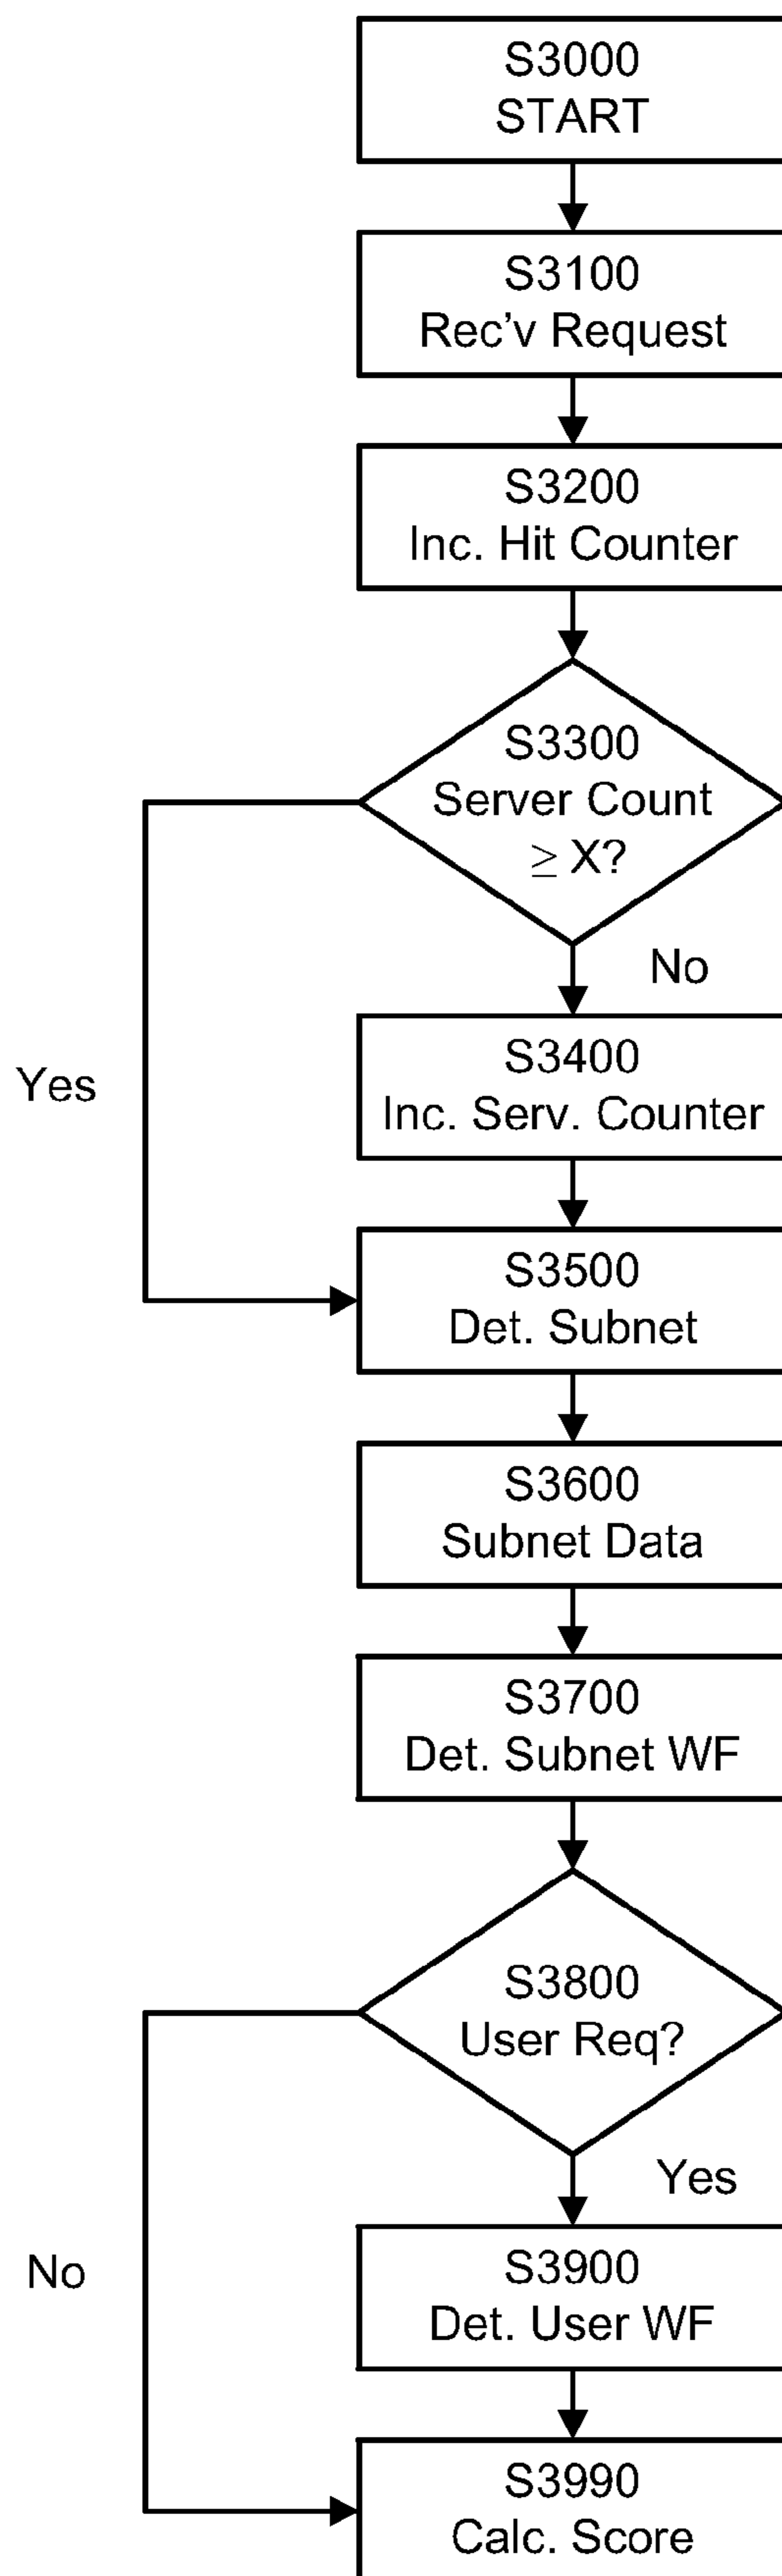 S3000
START
S3100
Rec'v Request
S3200
Inc. Hit Counter
S3300
Server Count
≥ X?
No
Yes
S3400
Inc. Serv. Counter
S3500
Det. Subnet
S3600
Subnet Data
S3700
Det. Subnet WF
S3800
User Req?
Yes
No
S3900
Det. User WF
S3990
Calc. Score